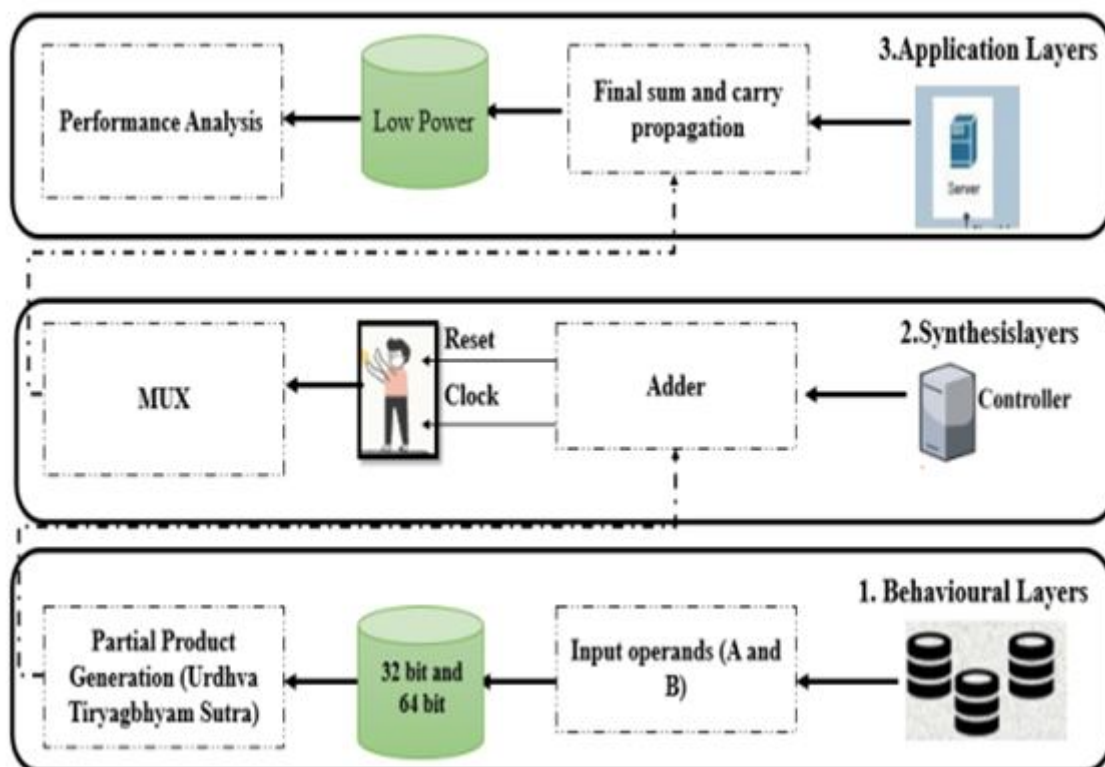 3.Application Layers
Performance Analysis
Low Power
Final sum and carry
propagation
Server
2.Synthesislayers
MUX
Reset
Clock
Adder
Controller
1. Behavioural Layers
Partial Product
Generation (Urdhva
Tiryagbhyam Sutra)
32 bit and
64 bit
Input operands (A and
B)